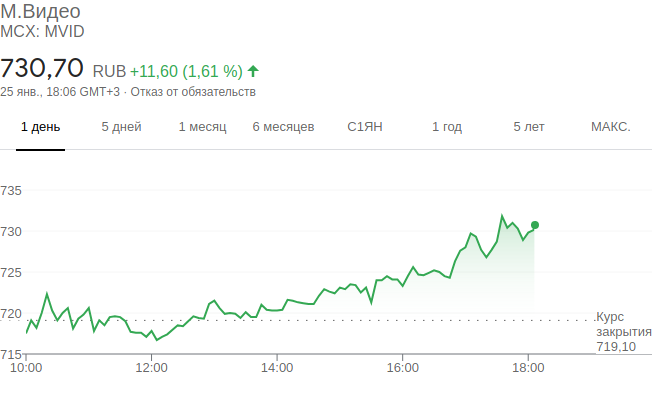 М.Видео
MCX: MVID
730,70 RUB +11,60 (1,61 %)
25 янв., 18:06 GMT+3 · Отказ от обязательств
1 день 5 дней 1 месяц 6 месяцев С1ЯН 1 год 5 лет МАКС.
735
730
725
720
715
Курс
закрытия
719,10
10:00 12:00 14:00 16:00 18:00